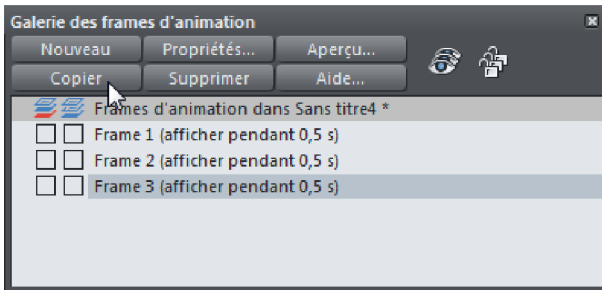 Galerie des frames d'animation
Nouveau Propriétés... Aperçu...
Copier Supprimer Aide...
Frames d'animation dans Sans titre4 *
Frame 1 (afficher pendant 0,5 s)
Frame 2 (afficher pendant 0,5 s)
Frame 3 (afficher pendant 0,5 s)